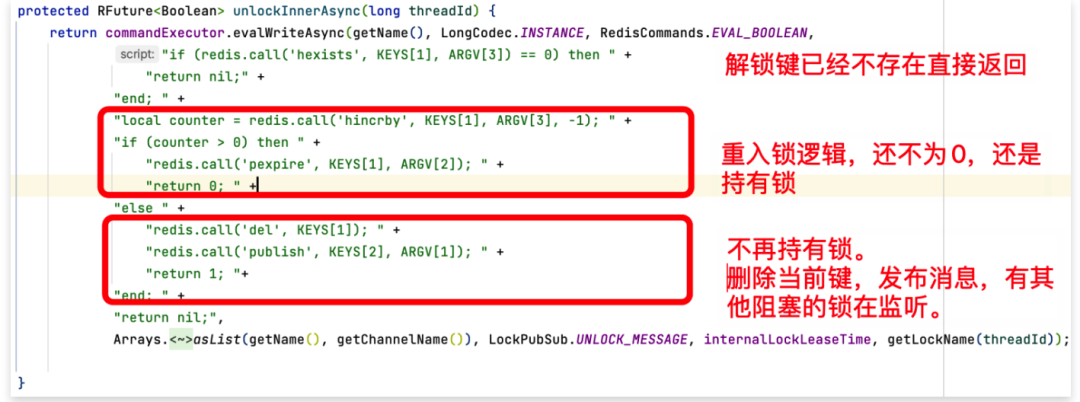 protected RFuture<Boolean> unlockInnerAsync(long threadId) {
return commandExecutor.evalWriteAsync(getName(), LongCodec.INSTANCE, RedisCommands.EVAL_BOOLEAN,
script: "if (redis.call('hexists', KEYS[1], ARGV[3]) == 0) then " +
解锁键已经不存在直接返回
"return nil;" +
"end; " +
"local counter = redis.call('hincrby', KEYS[1], ARGV[3], -1); " +
"if (counter > 0) then " +
重入锁逻辑，还不为0，还是
"redis.call('pexpire', KEYS[1], ARGV[2]); " +
持有锁
"return 0; " +
"else " +
"redis.call('del', KEYS[1]); " +
不再持有锁。
"redis.call('publish', KEYS[2], ARGV[1]); " +
删除当前键，发布消息，有其
"return 1; "+
他阻塞的锁在监听。
"end; " +
"return nil;",
Arrays.<~>asList(getName(), getChannelName()), LockPubSub.UNLOCK_MESSAGE, internalLockLeaseTime, getLockName(threadId));
}